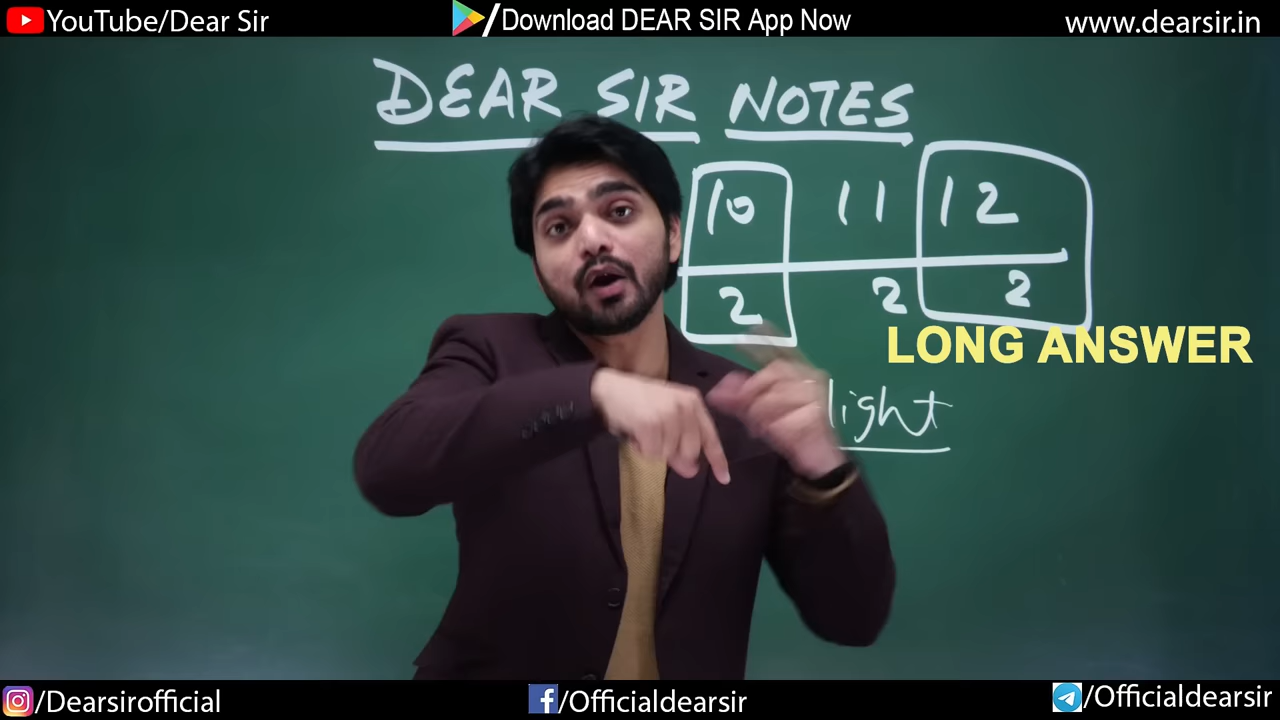 YouTube/Dear Sir
/Download DEAR SIR App Now
www.dearsir.in
DEAR SIR NOTES
10 11 12
2 2 2
LONG ANSWER
light
/Dearsirofficial
/Officialdearsir
/Officialdearsir